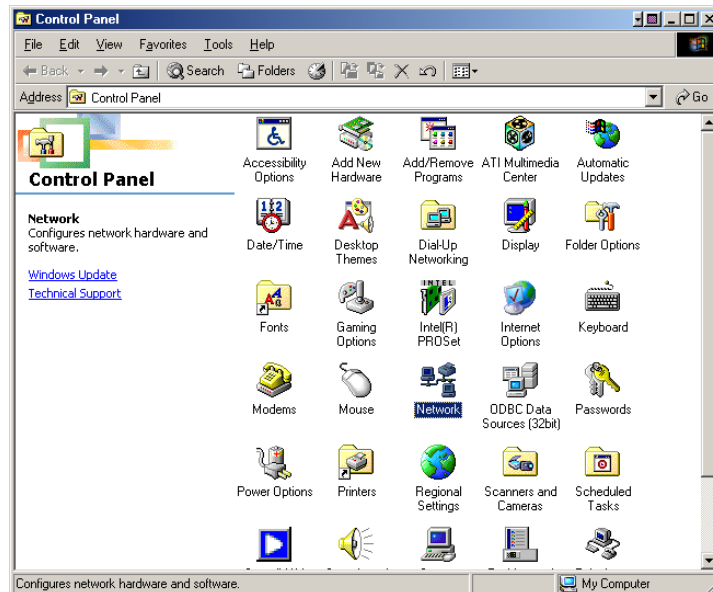 Control Panel
File Edit View Favorites Tools Help
Back Search Folders
Address Control Panel Go
Control Panel
Network
Configures network hardware and
software.
Windows Update
Technical Support
Accessibility
Options
Add New
Hardware
Add/Remove
Programs
ATI Multimedia
Center
Automatic
Updates
Date/Time
Desktop
Themes
Dial-Up
Networking
Display
Folder Options
Fonts
Gaming
Options
INTEL
Intel(R)
PROSet
Internet
Options
Keyboard
Modems
Mouse
Network
ODBC Data
Sources (32bit)
Passwords
Power Options
Printers
Regional
Settings
Scanners and
Cameras
Scheduled
Tasks
Configures network hardware and software.
My Computer